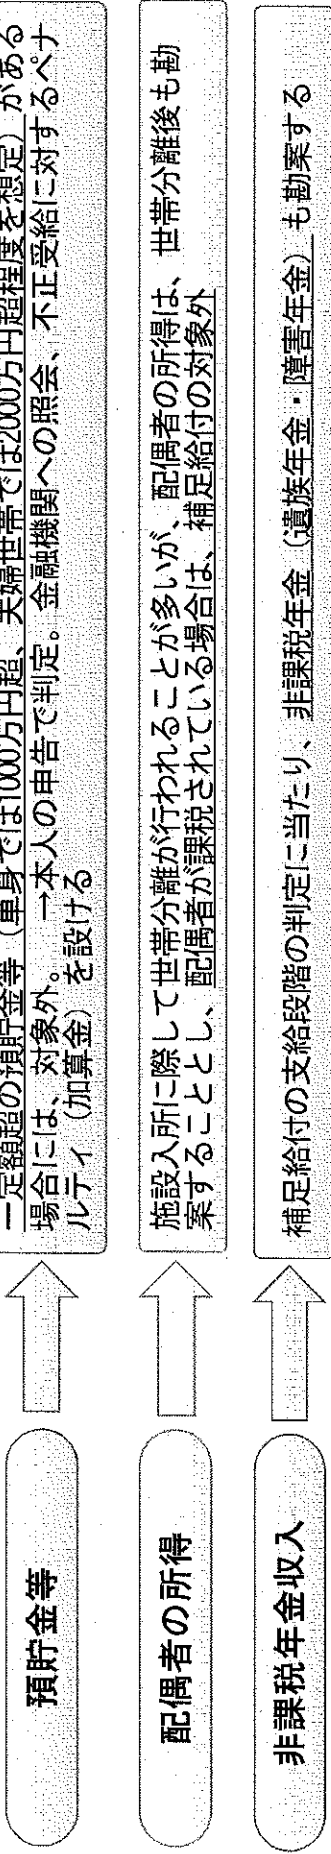 預貯金等
一定額超の預貯金等（単身では1000万円超、夫婦世帯では2000万円超程度を想定）がある
場合には、対象外。　→本人の申告で判定。金融機関への照会、不正受給に対するペナ
ルティ（加算金）を設ける
配偶者の所得
施設入所に際して世帯分離が行われることが多いが、配偶者の所得は、世帯分離後も勘
案することとし、配偶者が課税されている場合は、補足給付の対象外
非課税年金収入
補足給付の支給段階の判定に当たり、非課税年金（遺族年金・障害年金）も勘案する